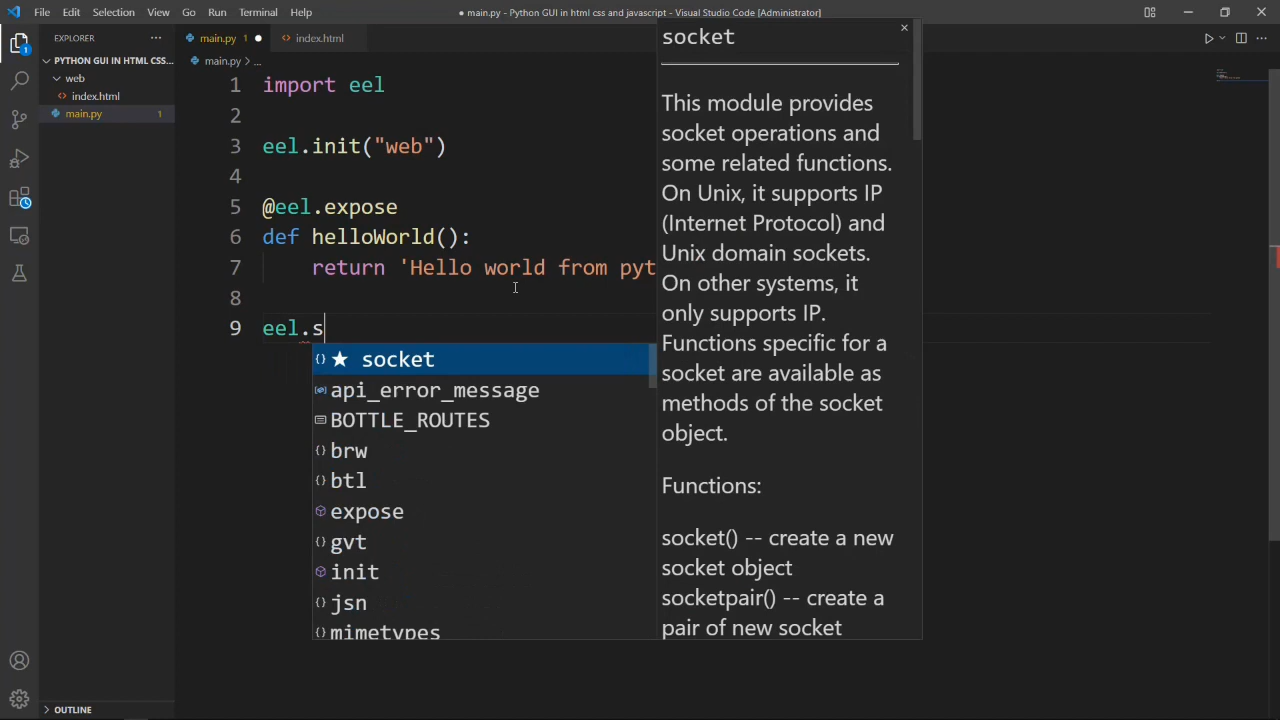 File Edit Selection View Go Run Terminal Help
● main.py - Python GUI in html css and javascript - Visual Studio Code [Administrator]
EXPLORER
PYTHON GUI IN HTML CSS...
web
index.html
main.py 1
OUTLINE
main.py 1
index.html
main.py > ...
1 import eel
2
3 eel.init("web")
4
5 @eel.expose
6 def helloWorld():
7 return 'Hello world from pyt
8
9 eel.s
★ socket
api_error_message
BOTTLE_ROUTES
brw
btl
expose
gvt
init
jsn
mimetypes
socket
This module provides
socket operations and
some related functions.
On Unix, it supports IP
(Internet Protocol) and
Unix domain sockets.
On other systems, it
only supports IP.
Functions specific for a
socket are available as
methods of the socket
object.
Functions:
socket() -- create a new
socket object
socketpair() -- create a
pair of new socket